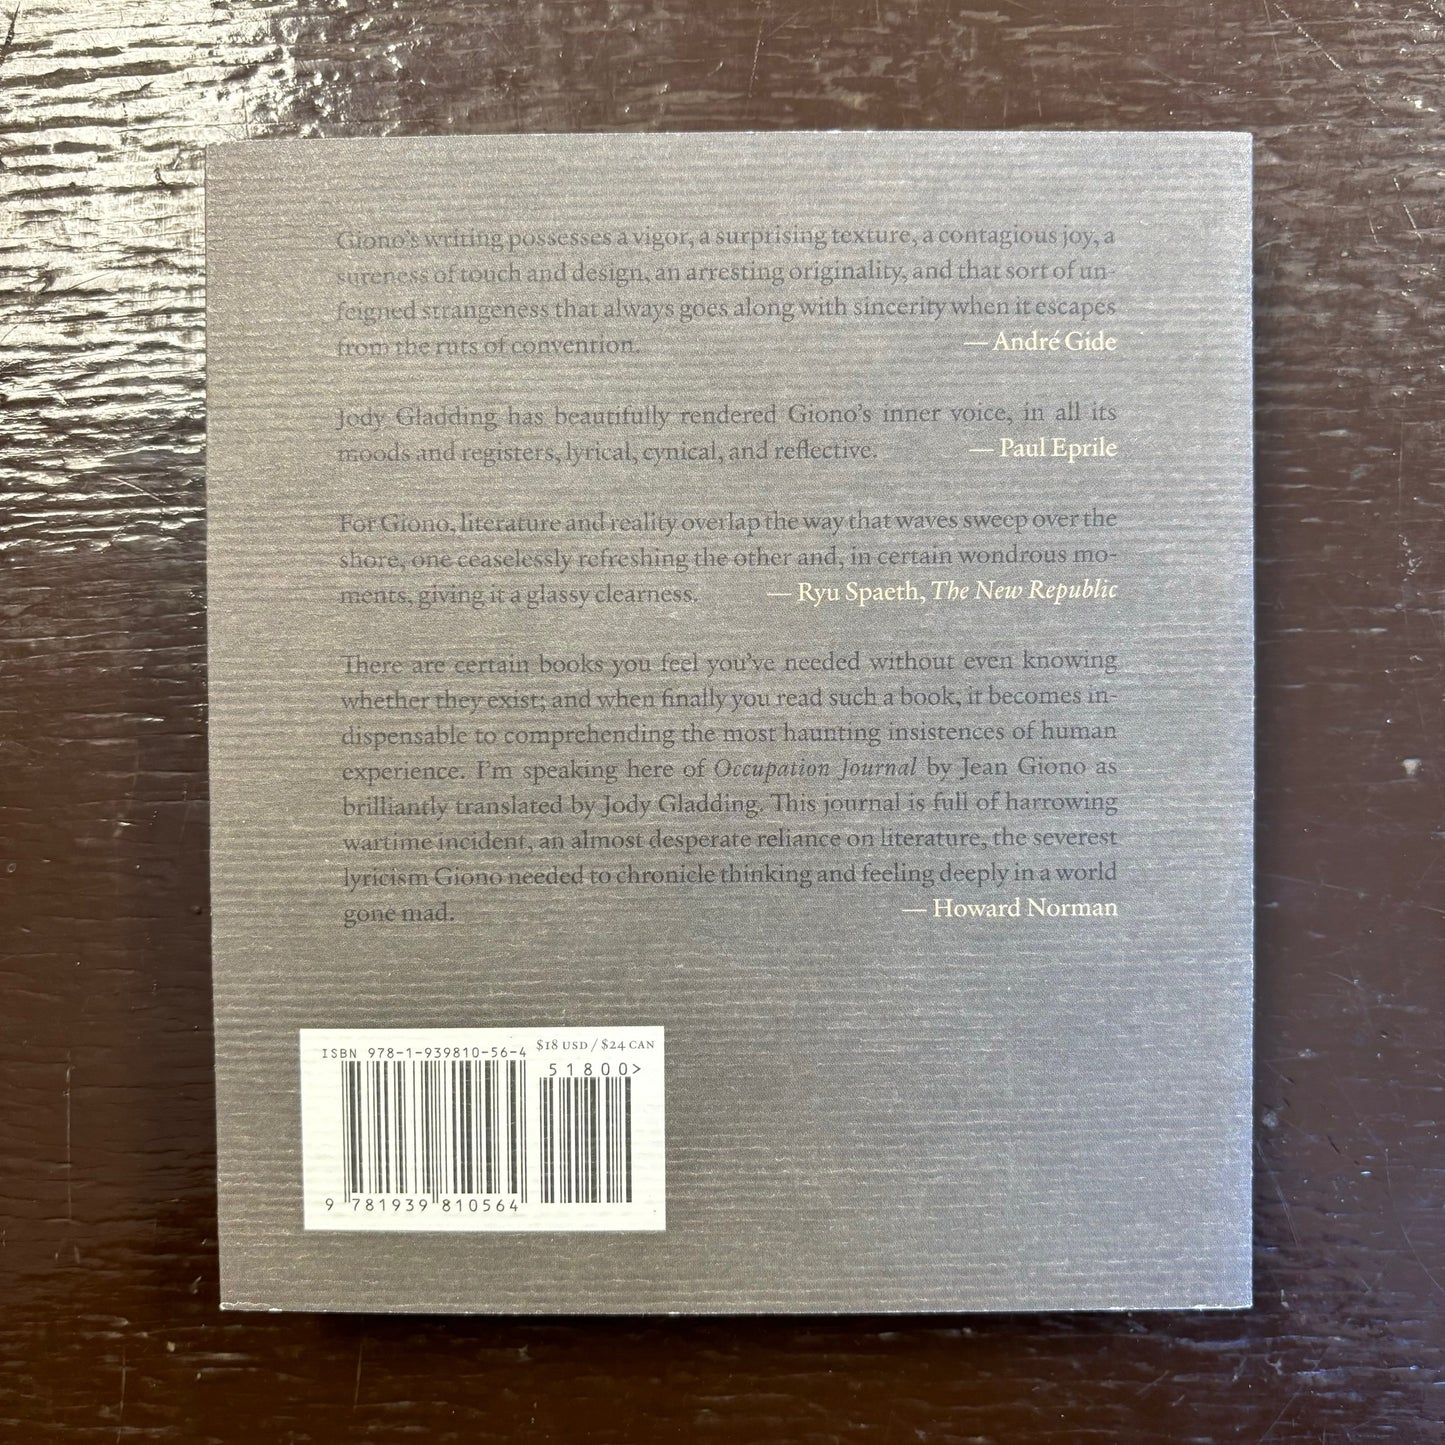 Giono's writing possesses a vigor, a surprising texture, a contagious joy, a
sureness of touch and design, an arresting originality, and that sort of un-
feigned strangeness that always goes along with sincerity when it escapes
from the ruts of convention. — André Gide
Jody Gladding has beautifully rendered Giono's inner voice, in all its
moods and registers, lyrical, cynical, and reflective. — Paul Eprile
For Giono, literature and reality overlap the way that waves sweep over the
shore, one ceaselessly refreshing the other and, in certain wondrous mo-
ments, giving it a glassy clearness. — Ryu Spaeth, The New Republic
There are certain books you feel you've needed without even knowing
whether they exist; and when finally you read such a book, it becomes in-
dispensable to comprehending the most haunting insistences of human
experience. I'm speaking here of Occupation Journal by Jean Giono as
brilliantly translated by Jody Gladding. This journal is full of harrowing
wartime incident, an almost desperate reliance on literature, the severest
lyricism Giono needed to chronicle thinking and feeling deeply in a world
gone mad. — Howard Norman
ISBN 978-1-939810-56-4 $18 USD / $24 CAN
51800>
9 781939 810564